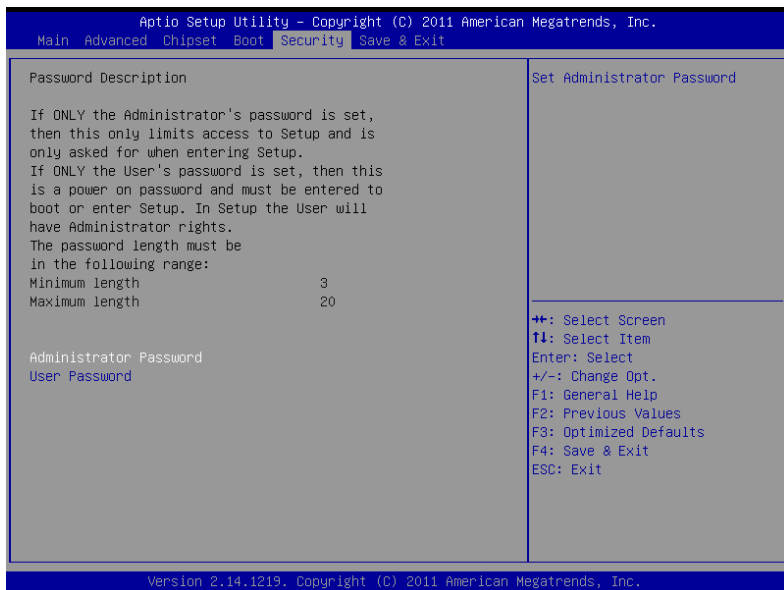 Aptio Setup Utility – Copyright (C) 2011 American Megatrends, Inc.
Main Advanced Chipset Boot Security Save & Exit
Password Description
If ONLY the Administrator's password is set,
then this only limits access to Setup and is
only asked for when entering Setup.
If ONLY the User's password is set, then this
is a power on password and must be entered to
boot or enter Setup. In Setup the User will
have Administrator rights.
The password length must be
in the following range:
Minimum length 3
Maximum length 20
Administrator Password
User Password
Set Administrator Password
→←: Select Screen
↑↓: Select Item
Enter: Select
+/-: Change Opt.
F1: General Help
F2: Previous Values
F3: Optimized Defaults
F4: Save & Exit
ESC: Exit
Version 2.14.1219. Copyright (C) 2011 American Megatrends, Inc.